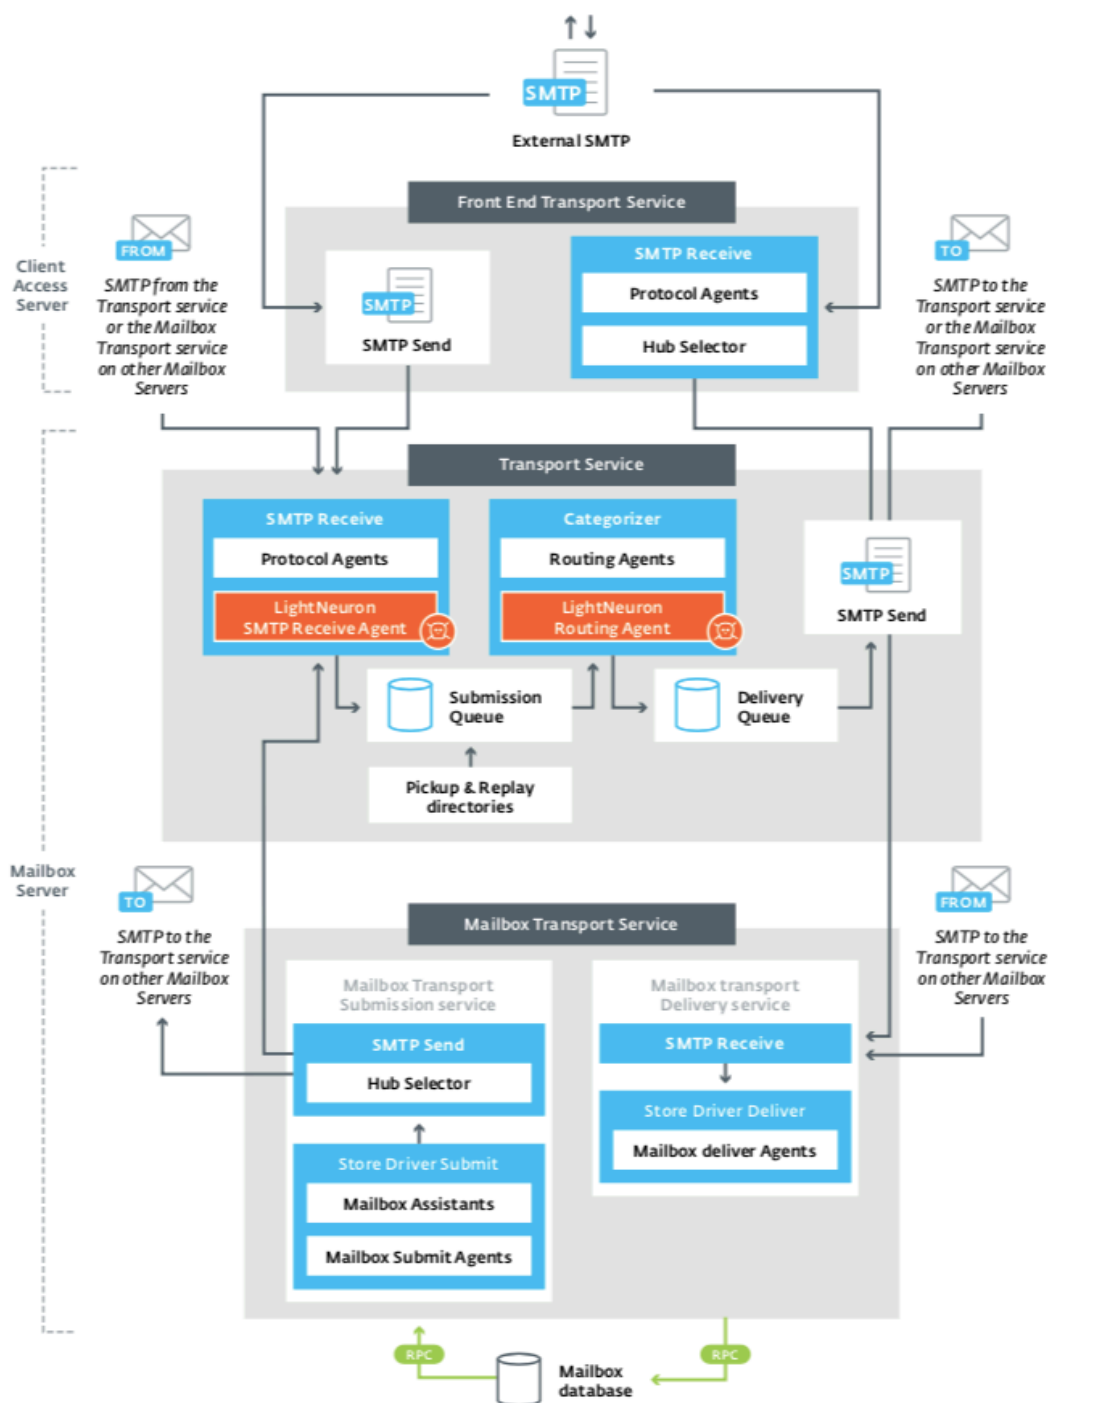 SMTP
External SMTP
Front End Transport Service
FROM
SMTP from the
Transport service
or the Mailbox
Transport service
on other Mailbox
Servers
Client
Access
Server
SMTP
SMTP Send
SMTP Receive
Protocol Agents
Hub Selector
TO
SMTP to the
Transport service
or the Mailbox
Transport service
on other Mailbox
Servers
Transport Service
SMTP Receive
Protocol Agents
LightNeuron
SMTP Receive Agent
Categorizer
Routing Agents
LightNeuron
Routing Agent
SMTP
SMTP Send
Submission
Queue
Delivery
Queue
Pickup & Replay
directories
Mailbox
Server
TO
SMTP to the
Transport service
on other Mailbox
Servers
Mailbox Transport Service
FROM
SMTP to the
Transport service
on other Mailbox
Servers
Mailbox Transport
Submission service
SMTP Send
Hub Selector
Store Driver Submit
Mailbox Assistants
Mailbox Submit Agents
Mailbox transport
Delivery service
SMTP Receive
Store Driver Deliver
Mailbox deliver Agents
RPC
RPC
Mailbox
database